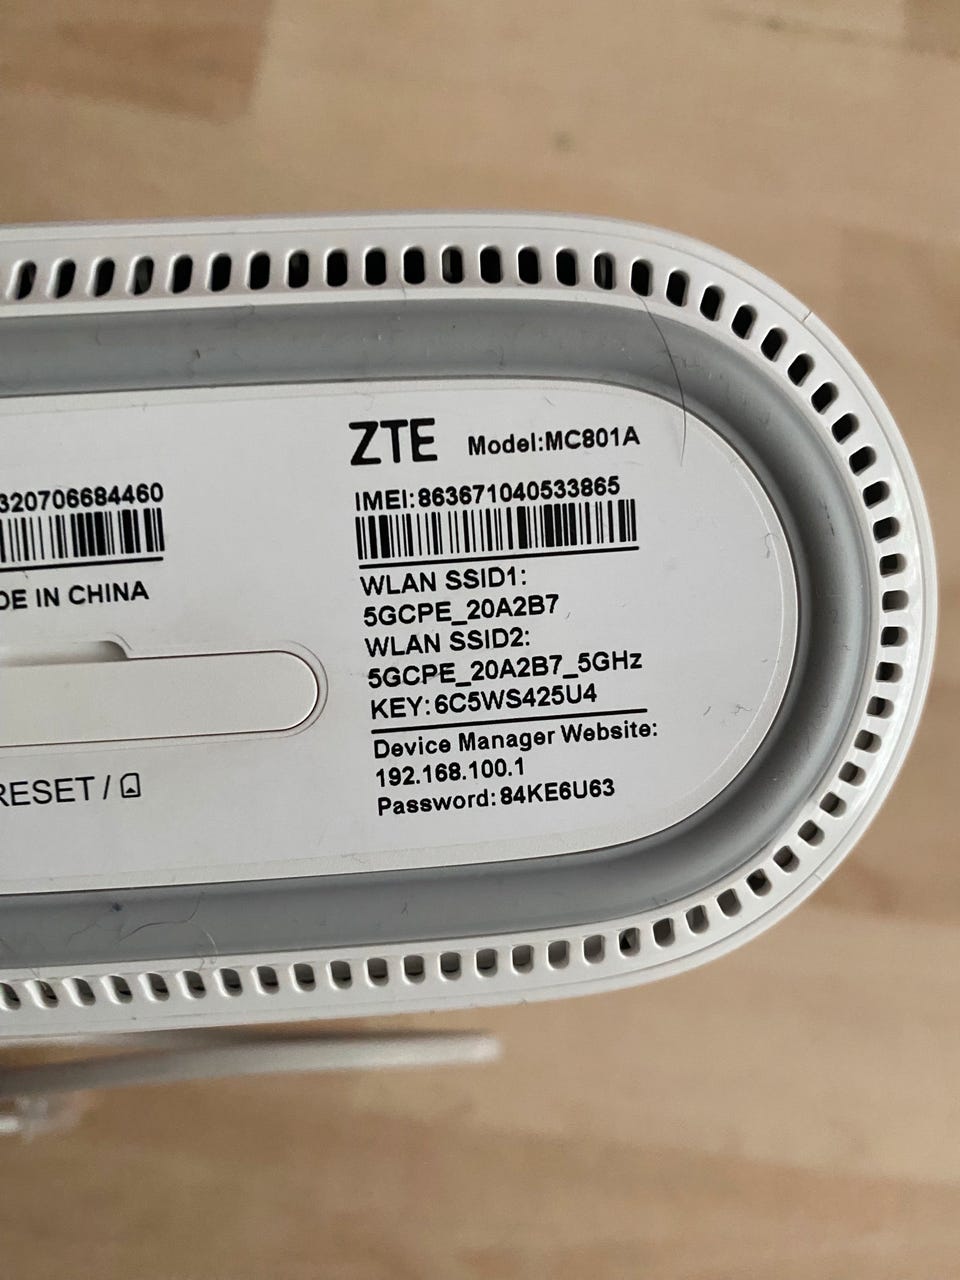 ZTE Model:MC801A
320706684460
IMEI:863671040533865
DE IN CHINA
WLAN SSID1:
5GCPE_20A2B7
WLAN SSID2:
5GCPE_20A2B7_5GHz
KEY:6C5WS425U4
Device Manager Website:
192.168.100.1
Password:84KE6U63
RESET /